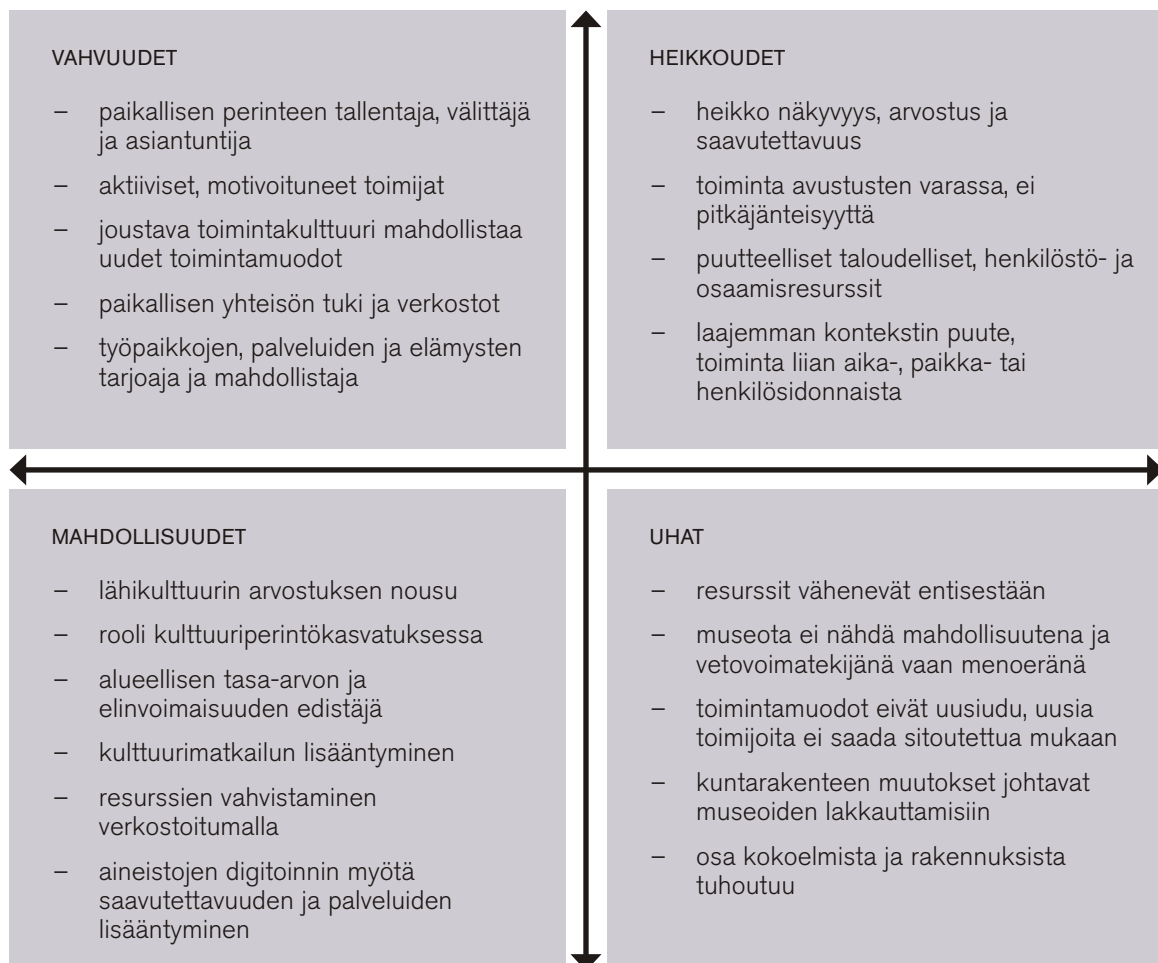 VAHVUUDET
– paikallisen perinteen tallentaja, välittäjä
ja asiantuntija
– aktiiviset, motivoituneet toimijat
– joustava toimintakulttuuri mahdollistaa
uudet toimintamuodot
– paikallisen yhteisön tuki ja verkostot
– työpaikkojen, palveluiden ja elämysten
tarjoaja ja mahdollistaja
HEIKKOUDET
– heikko näkyvyys, arvostus ja
saavutettavuus
– toiminta avustusten varassa, ei
pitkäjänteisyyttä
– puutteelliset taloudelliset, henkilöstö- ja
osaamisresurssit
– laajemman kontekstin puute,
toiminta liian aika-, paikka- tai
henkilösidonnaista
MAHDOLLISUUDET
– lähikulttuurin arvostuksen nousu
– rooli kulttuuriperintökasvatuksessa
– alueellisen tasa-arvon ja
elinvoimaisuuden edistäjä
– kulttuurimatkailun lisääntyminen
– resurssien vahvistaminen
verkostoitumalla
– aineistojen digitoinnin myötä
saavutettavuuden ja palveluiden
lisääntyminen
UHAT
– resurssit vähenevät entisestään
– museota ei nähdä mahdollisuutena ja
vetovoimatekijänä vaan menoeränä
– toimintamuodot eivät uusiudu, uusia
toimijoita ei saada sitoutettua mukaan
– kuntarakenteen muutokset johtavat
museoiden lakkauttamisiin
– osa kokoelmista ja rakennuksista
tuhoutuu